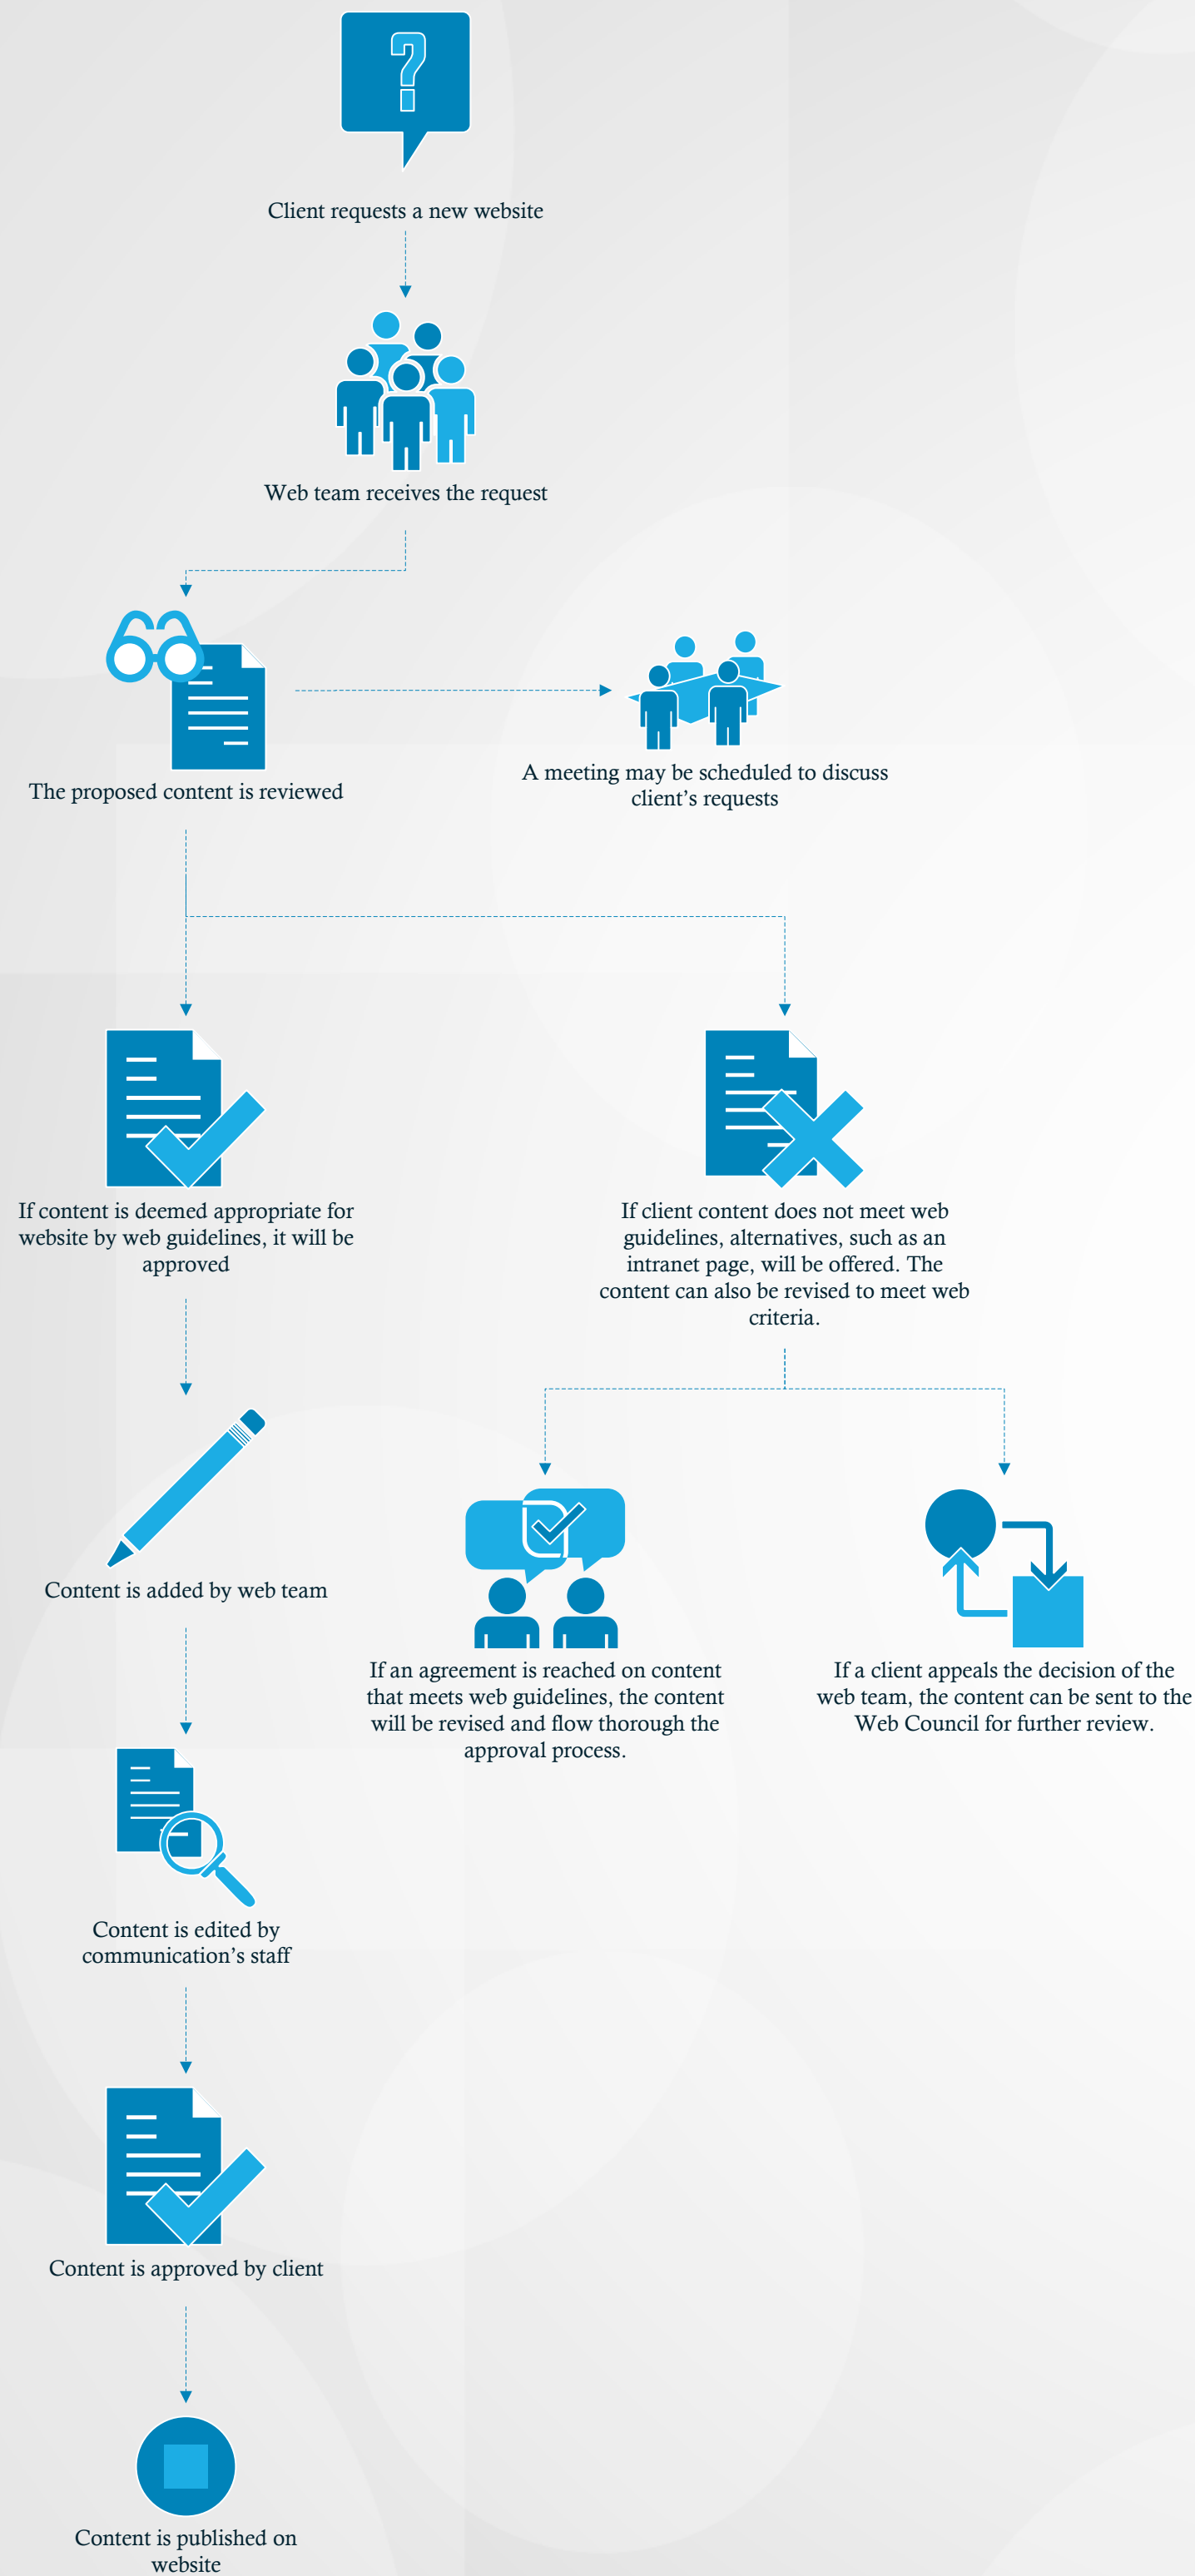 ?
Client requests a new website
Web team receives the request
The proposed content is reviewed
A meeting may be scheduled to discuss
client’s requests
If content is deemed appropriate for
website by web guidelines, it will be
approved
If client content does not meet web
guidelines, alternatives, such as an
intranet page, will be offered. The
content can also be revised to meet web
criteria.
Content is added by web team
If an agreement is reached on content
that meets web guidelines, the content
will be revised and flow thorough the
approval process.
If a client appeals the decision of the
web team, the content can be sent to the
Web Council for further review.
Content is edited by
communication’s staff
Content is approved by client
Content is published on
website